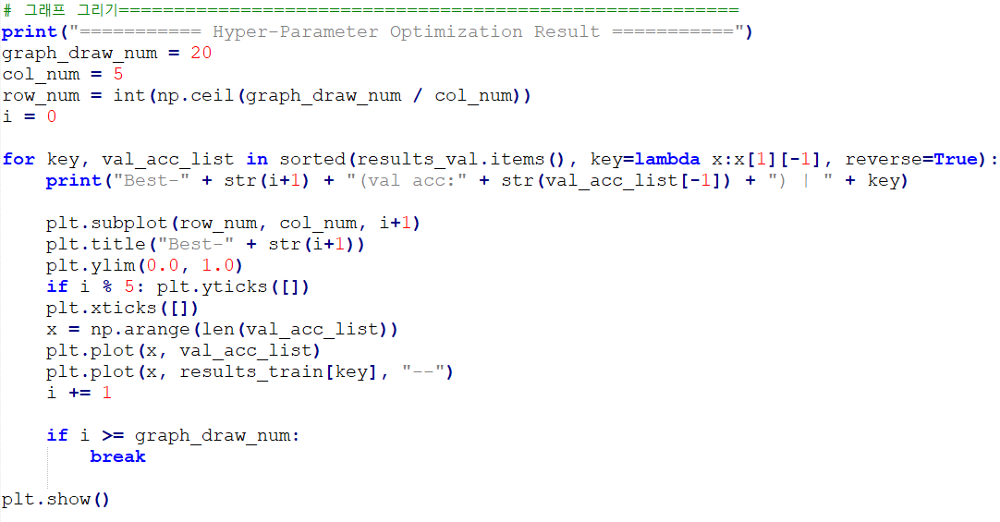 # 그래프 그리기========================================================
print("=========== Hyper-Parameter Optimization Result ===========")
graph_draw_num = 20
col_num = 5
row_num = int(np.ceil(graph_draw_num / col_num))
i = 0
for key, val_acc_list in sorted(results_val.items(), key=lambda x:x[1][-1], reverse=True):
    print("Best-" + str(i+1) + "(val acc:" + str(val_acc_list[-1]) + ") | " + key)
    plt.subplot(row_num, col_num, i+1)
    plt.title("Best-" + str(i+1))
    plt.ylim(0.0, 1.0)
    if i % 5: plt.yticks([])
    plt.xticks([])
    x = np.arange(len(val_acc_list))
    plt.plot(x, val_acc_list)
    plt.plot(x, results_train[key], "--")
    i += 1
    if i >= graph_draw_num:
        break
plt.show()